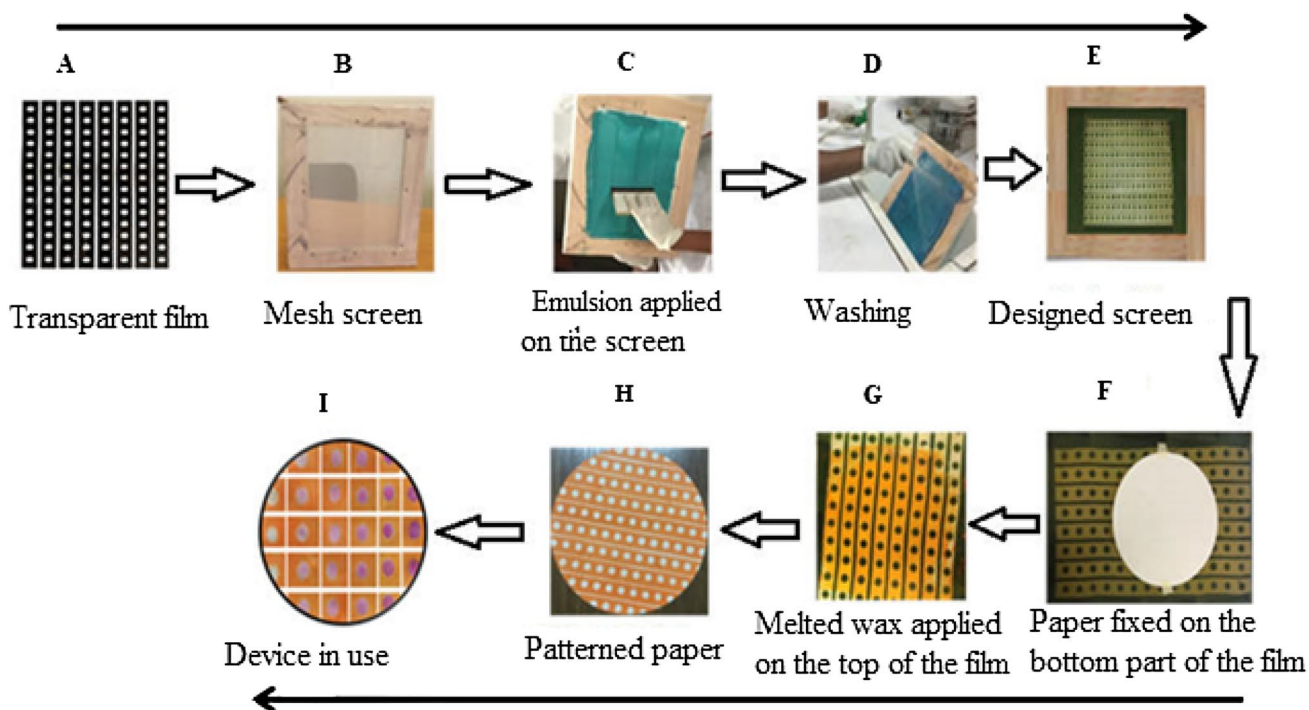 A
B
C
D
E
Transparent film
Mesh screen
Emulsion applied
on the screen
Washing
Designed screen
F
G
H
I
Paper fixed on the
bottom part of the film
Melted wax applied
on the top of the film
Patterned paper
Device in use